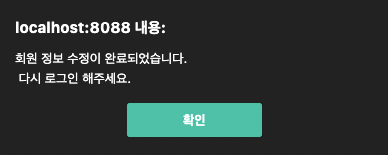 localhost:8088 내용:
회원 정보 수정이 완료되었습니다.
다시 로그인 해주세요.
확인